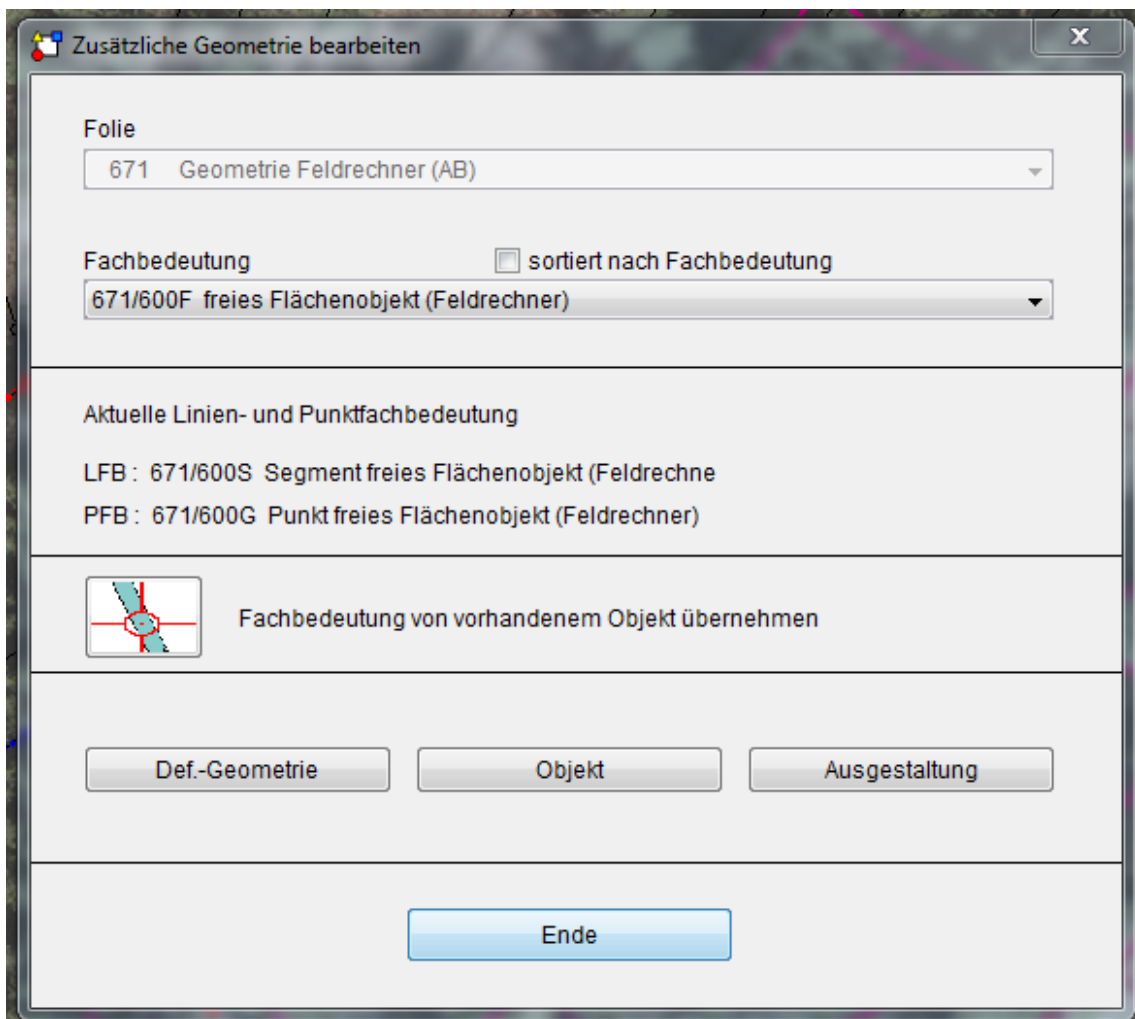 Zusätzliche Geometrie bearbeiten
x
Folie
671 Geometrie Feldrechner (AB)
Fachbedeutung sortiert nach Fachbedeutung
671/600F freies Flächenobjekt (Feldrechner)
Aktuelle Linien- und Punktfachbedeutung
LFB : 671/600S Segment freies Flächenobjekt (Feldrechne
PFB : 671/600G Punkt freies Flächenobjekt (Feldrechner)
Fachbedeutung von vorhandenem Objekt übernehmen
Def.-Geometrie Objekt Ausgestaltung
Ende